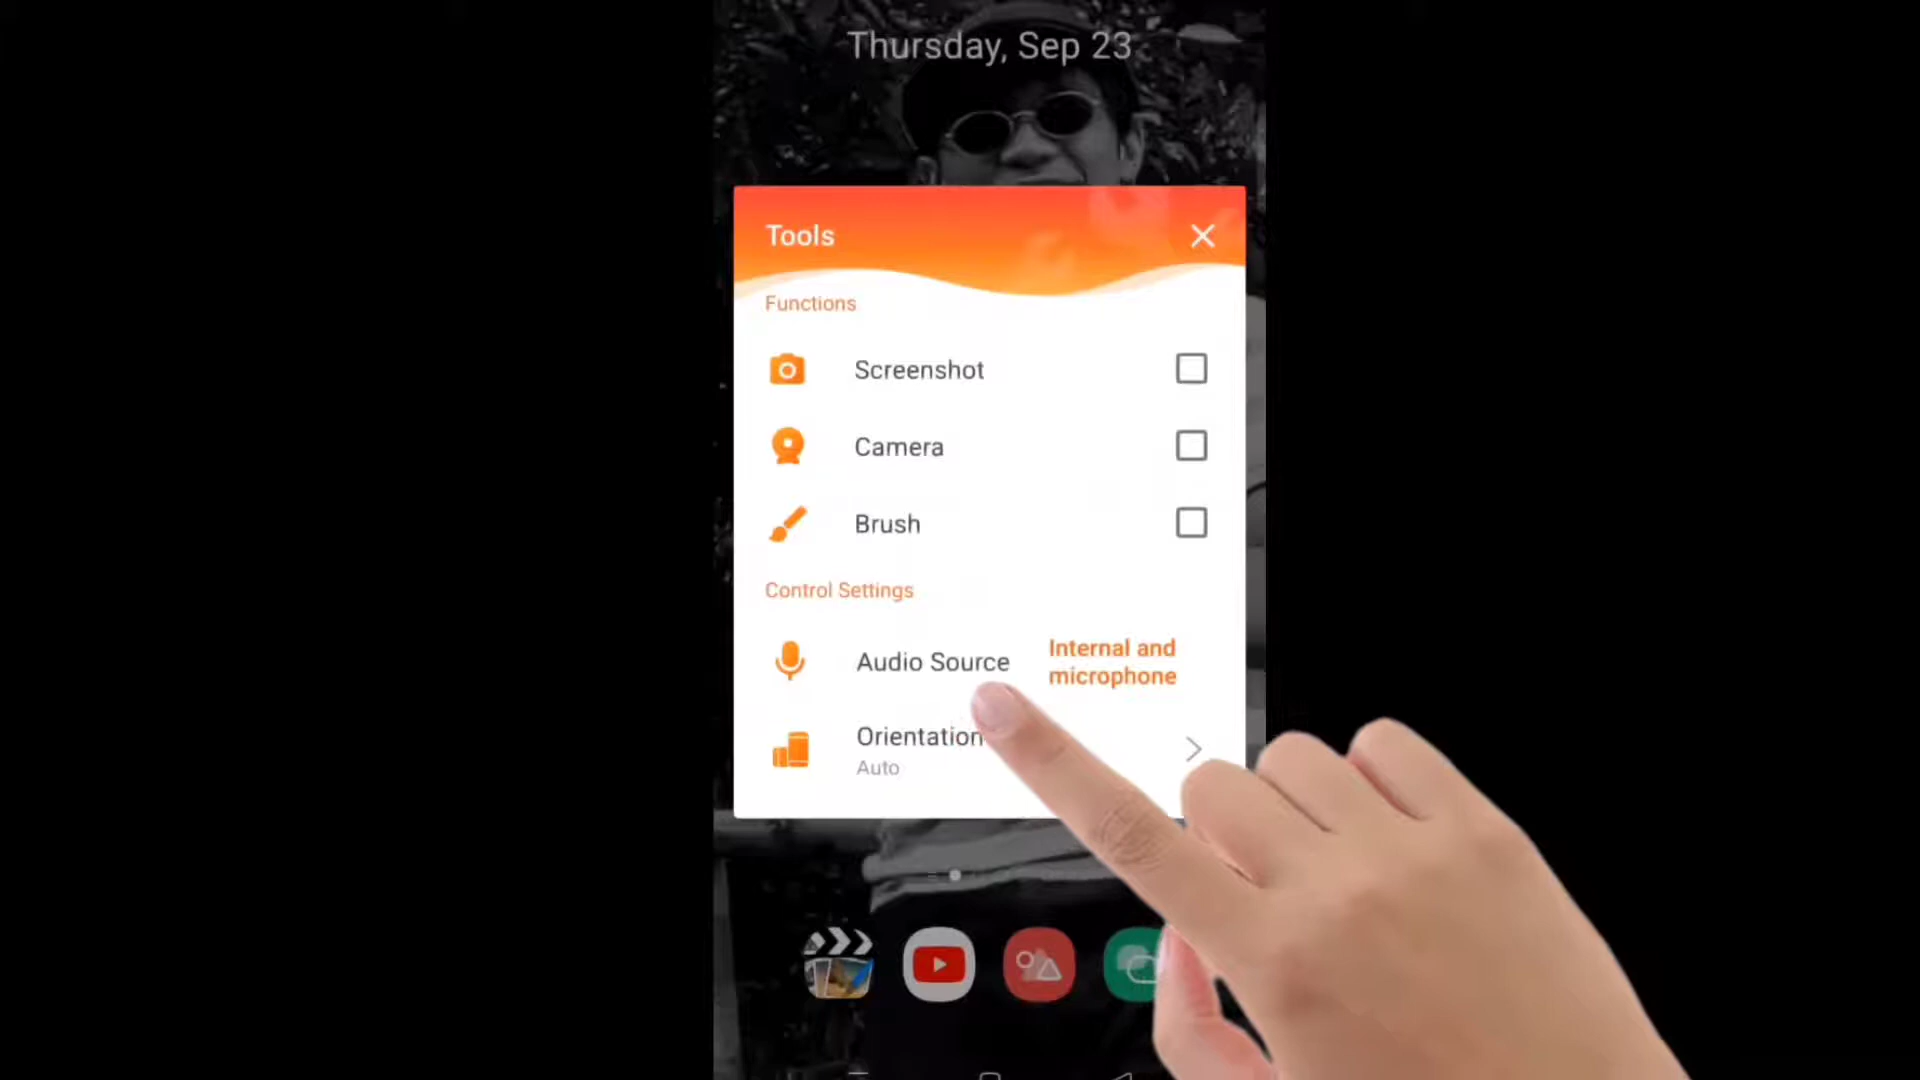 Thursday, Sep 23
Tools
Functions
Screenshot
Camera
Brush
Control Settings
Audio Source
Internal and
microphone
Orientation
Auto